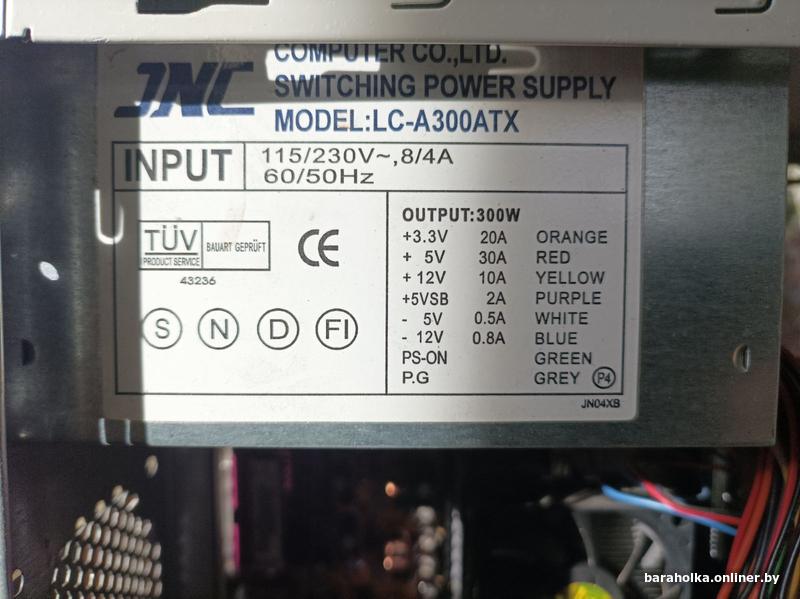 COMPUTER CO.,LTD.
JNC
SWITCHING POWER SUPPLY
MODEL:LC-A300ATX
INPUT
115/230V~,8/4A
60/50Hz
TÜV
PRODUCT SERVICE
BAUART GEPRÜFT
43236
CE
S N D FI
OUTPUT:300W
+3.3V 20A ORANGE
+ 5V 30A RED
+ 12V 10A YELLOW
+5VSB 2A PURPLE
- 5V 0.5A WHITE
- 12V 0.8A BLUE
PS-ON GREEN
P.G GREY P4
JN04XB
baraholka.onliner.by